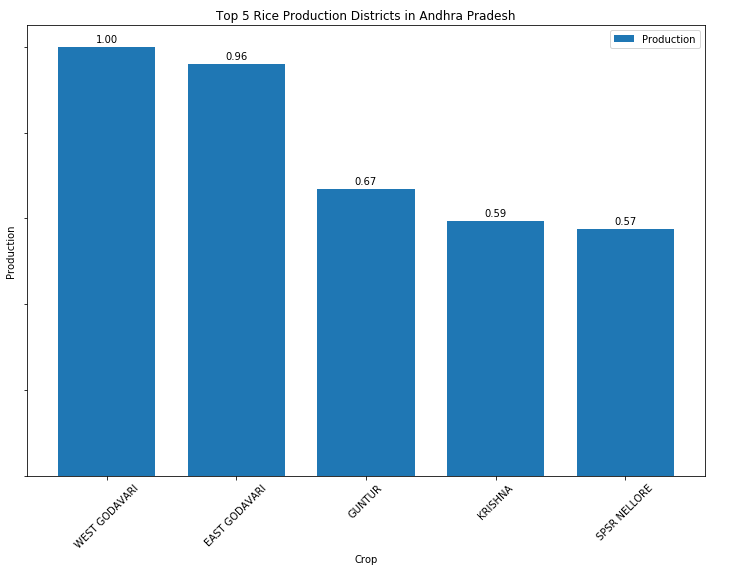 Top 5 Rice Production Districts in Andhra Pradesh
Production
1.00
0.96
0.67
0.59
0.57
Production
WEST GODAVARI
EAST GODAVARI
GUNTUR
KRISHNA
SPSR NELLORE
Crop